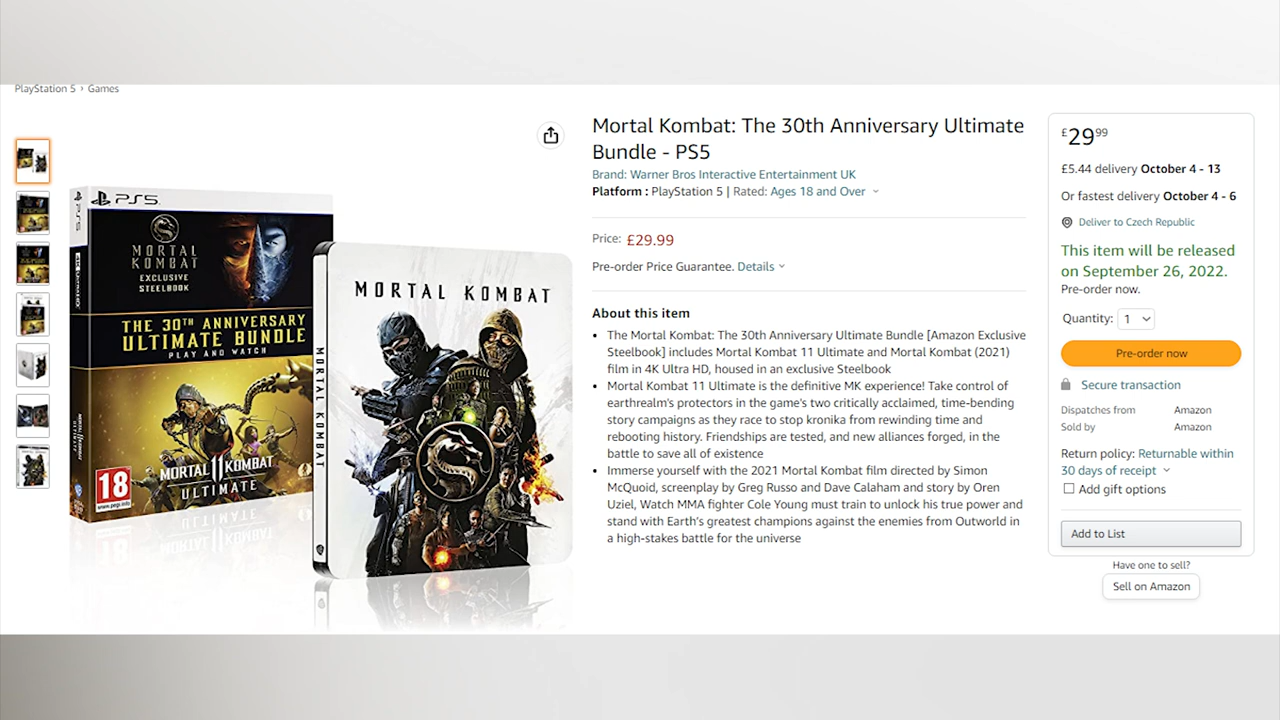 PlayStation 5 › Games
PS5
MORTAL
KOMBAT
EXCLUSIVE
STEELBOOK
THE 30TH ANNIVERSARY
ULTIMATE BUNDLE
PLAY AND WATCH
MORTAL KOMBAT
11
ULTIMATE
18
www.pegi.info
MORTAL KOMBAT
MORTAL KOMBAT
Mortal Kombat: The 30th Anniversary Ultimate
Bundle - PS5
Brand: Warner Bros Interactive Entertainment UK
Platform : PlayStation 5 | Rated: Ages 18 and Over
Price: £29.99
Pre-order Price Guarantee. Details
About this item
• The Mortal Kombat: The 30th Anniversary Ultimate Bundle [Amazon Exclusive
Steelbook] includes Mortal Kombat 11 Ultimate and Mortal Kombat (2021)
film in 4K Ultra HD, housed in an exclusive Steelbook
• Mortal Kombat 11 Ultimate is the definitive MK experience! Take control of
earthrealm's protectors in the game's two critically acclaimed, time-bending
story campaigns as they race to stop kronika from rewinding time and
rebooting history. Friendships are tested, and new alliances forged, in the
battle to save all of existence
• Immerse yourself with the 2021 Mortal Kombat film directed by Simon
McQuoid, screenplay by Greg Russo and Dave Calaham and story by Oren
Uziel, Watch MMA fighter Cole Young must train to unlock his true power and
stand with Earth's greatest champions against the enemies from Outworld in
a high-stakes battle for the universe
£29.99
£5.44 delivery October 4 - 13
Or fastest delivery October 4 - 6
Deliver to Czech Republic
This item will be released
on September 26, 2022.
Pre-order now.
Quantity: 1
Pre-order now
Secure transaction
Dispatches from Amazon
Sold by Amazon
Return policy: Returnable within
30 days of receipt
Add gift options
Add to List
Have one to sell?
Sell on Amazon